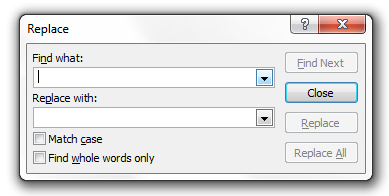 Replace
Find what:
Find Next
Close
Replace with:
Replace
Match case
Find whole words only
Replace All